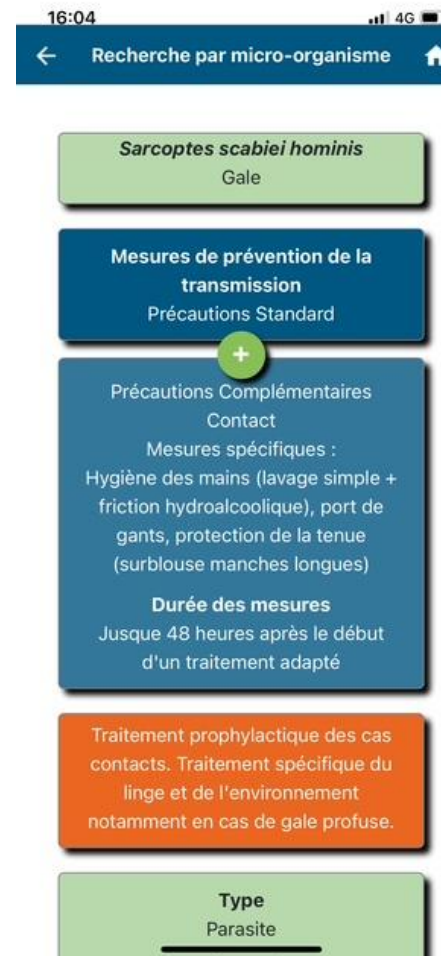 16:04
4G
Recherche par micro-organisme
Sarcoptes scabiei hominis
Gale
Mesures de prévention de la
transmission
Précautions Standard
+
Précautions Complémentaires
Contact
Mesures spécifiques :
Hygiène des mains (lavage simple +
friction hydroalcoolique), port de
gants, protection de la tenue
(surblouse manches longues)
Durée des mesures
Jusque 48 heures après le début
d'un traitement adapté
Traitement prophylactique des cas
contacts. Traitement spécifique du
linge et de l'environnement
notamment en cas de gale profuse.
Type
Parasite